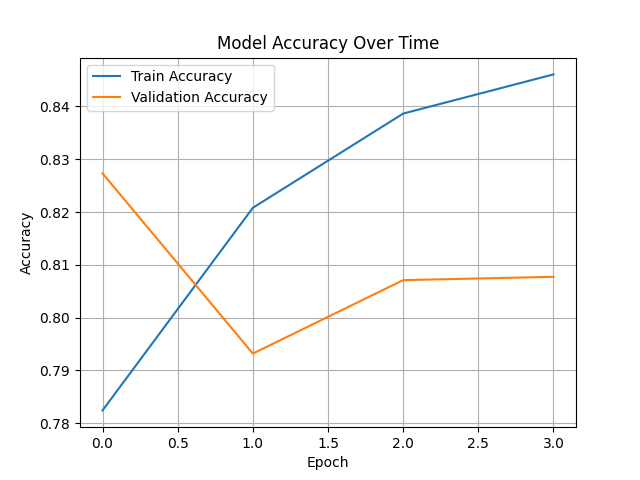 Model Accuracy Over Time
Train Accuracy
Validation Accuracy
Accuracy
0.84
0.83
0.82
0.81
0.80
0.79
0.78
0.0 0.5 1.0 1.5 2.0 2.5 3.0
Epoch